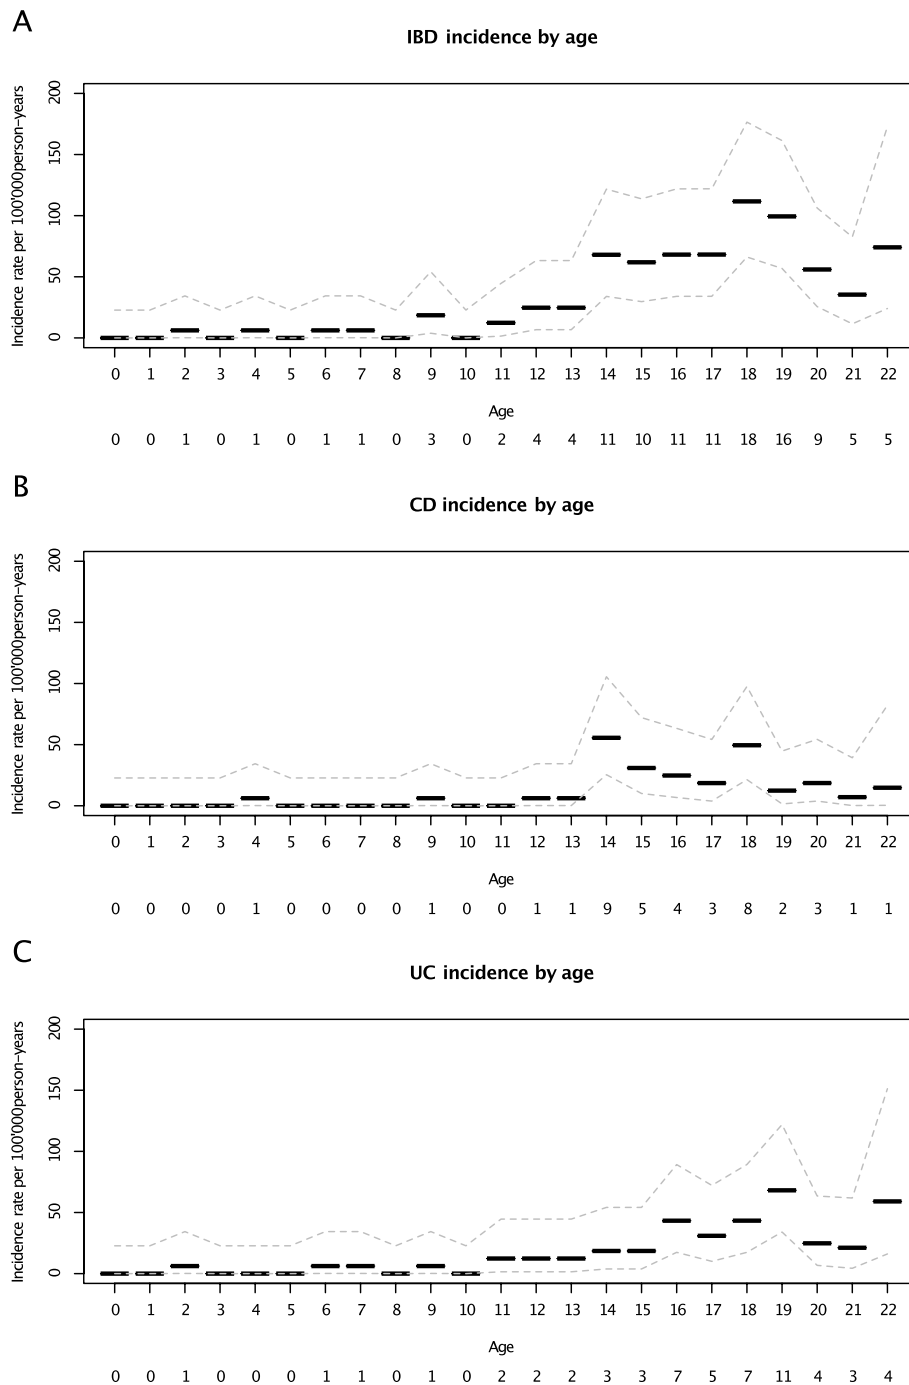 A
IBD incidence by age
Incidence rate per 100'000person-years
200
150
100
50
0
0 1 2 3 4 5 6 7 8 9 10 11 12 13 14 15 16 17 18 19 20 21 22
Age
0 0 1 0 1 0 1 1 0 3 0 2 4 4 11 10 11 11 18 16 9 5 5
B
CD incidence by age
Incidence rate per 100'000person-years
200
150
100
50
0
0 1 2 3 4 5 6 7 8 9 10 11 12 13 14 15 16 17 18 19 20 21 22
Age
0 0 0 0 1 0 0 0 0 1 0 0 1 1 9 5 4 3 8 2 3 1 1
C
UC incidence by age
Incidence rate per 100'000person-years
200
150
100
50
0
0 1 2 3 4 5 6 7 8 9 10 11 12 13 14 15 16 17 18 19 20 21 22
Age
0 0 1 0 0 0 1 1 0 1 0 2 2 2 3 3 7 5 7 11 4 3 4